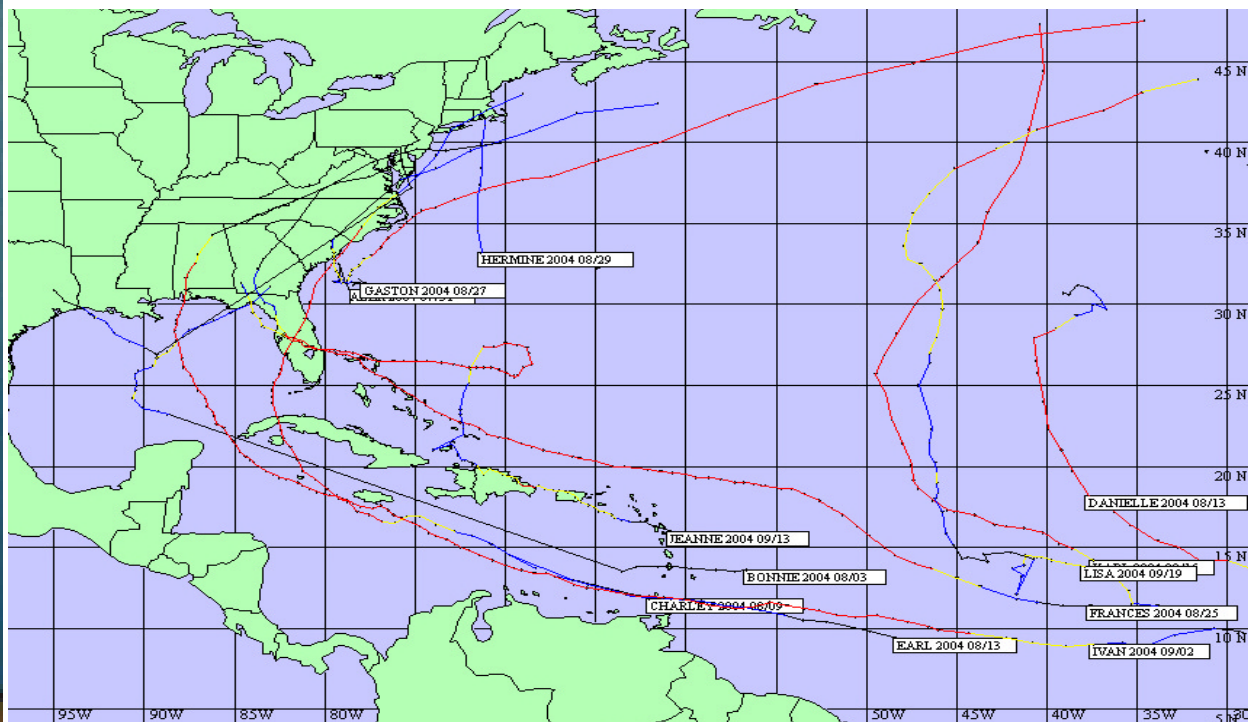 45 N
40 N
35 N
HERMINE 2004 08/29
GASTON 2004 08/27
30 N
25 N
20 N
DANIELLE 2004 08/13
JEANNE 2004 09/13
15 N
LISA 2004 09/19
BONNIE 2004 08/03
CHARLEY 2004 08/09
FRANCES 2004 08/25
10 N
EARL 2004 08/13
IVAN 2004 09/02
95W 90W 85W 80W 50W 45W 40W 35W 30
5 N